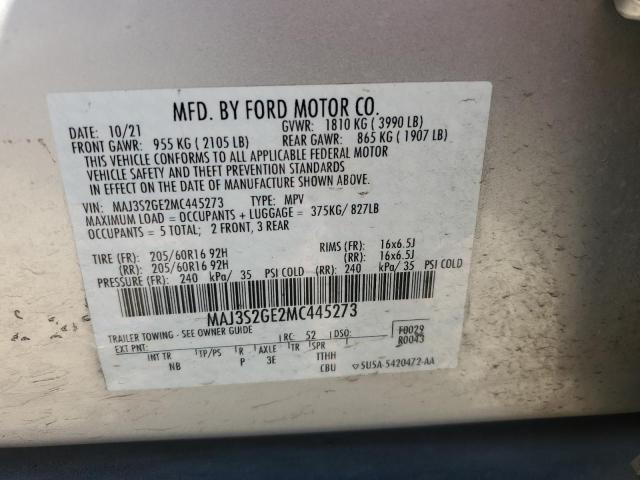 MFD. BY FORD MOTOR CO.
DATE: 10/21 GVWR: 1810 KG (3990 LB)
FRONT GAWR: 955 KG (2105 LB) REAR GAWR: 865 KG (1907 LB)
THIS VEHICLE CONFORMS TO ALL APPLICABLE FEDERAL MOTOR
VEHICLE SAFETY AND THEFT PREVENTION STANDARDS
IN EFFECT ON THE DATE OF MANUFACTURE SHOWN ABOVE.
VIN: MAJ3S2GE2MC445273 TYPE: MPV
MAXIMUM LOAD = OCCUPANTS + LUGGAGE = 375KG/827LB
OCCUPANTS = 5 TOTAL; 2 FRONT, 3 REAR
TIRE (FR): 205/60R16 92H RIMS (FR): 16x6.5J
(RR): 205/60R16 92H (RR): 16x6.5J
PRESSURE (FR): 240 kPa/ 35 PSI COLD (RR): 240 kPa/35 PSI COLD
MAJ3S2GE2MC445273
TRAILER TOWING - SEE OWNER GUIDE
EXT PNT: RC: 52 DSO: F0029
R0043
INT TR TP/PS R AXLE TR SPR TTHH
NB P 3E CBU
5U5A-5420472-AA